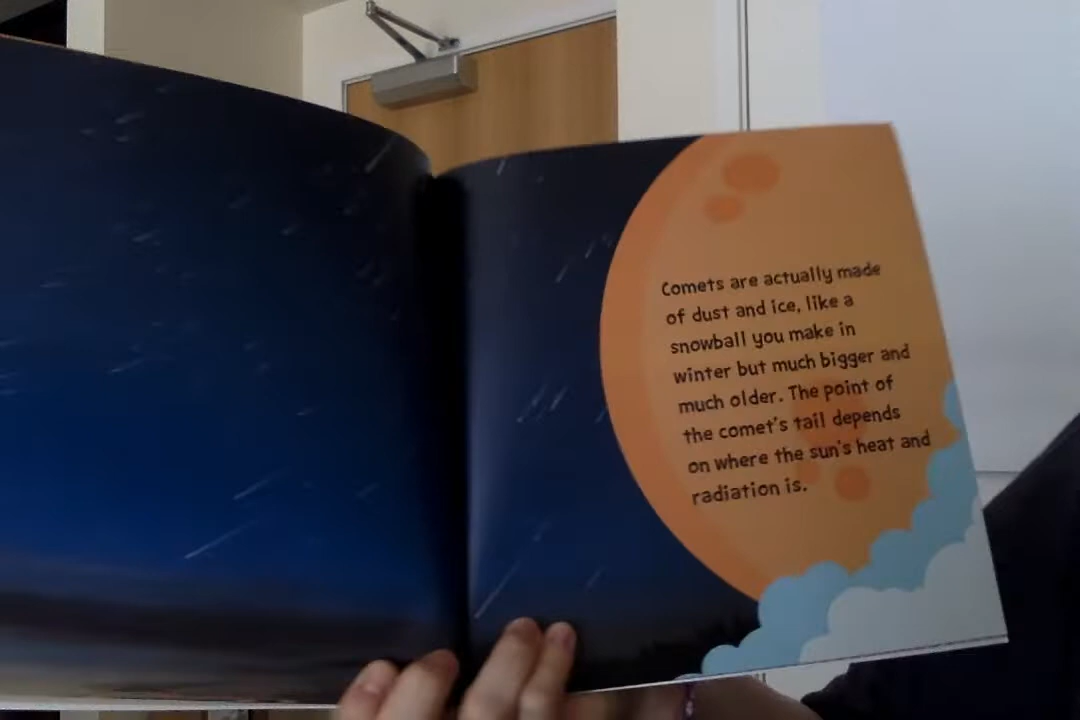 Comets are actually made
of dust and ice, like a
snowball you make in
winter but much bigger and
much older. The point of
the comet's tail depends
on where the sun's heat and
radiation is.